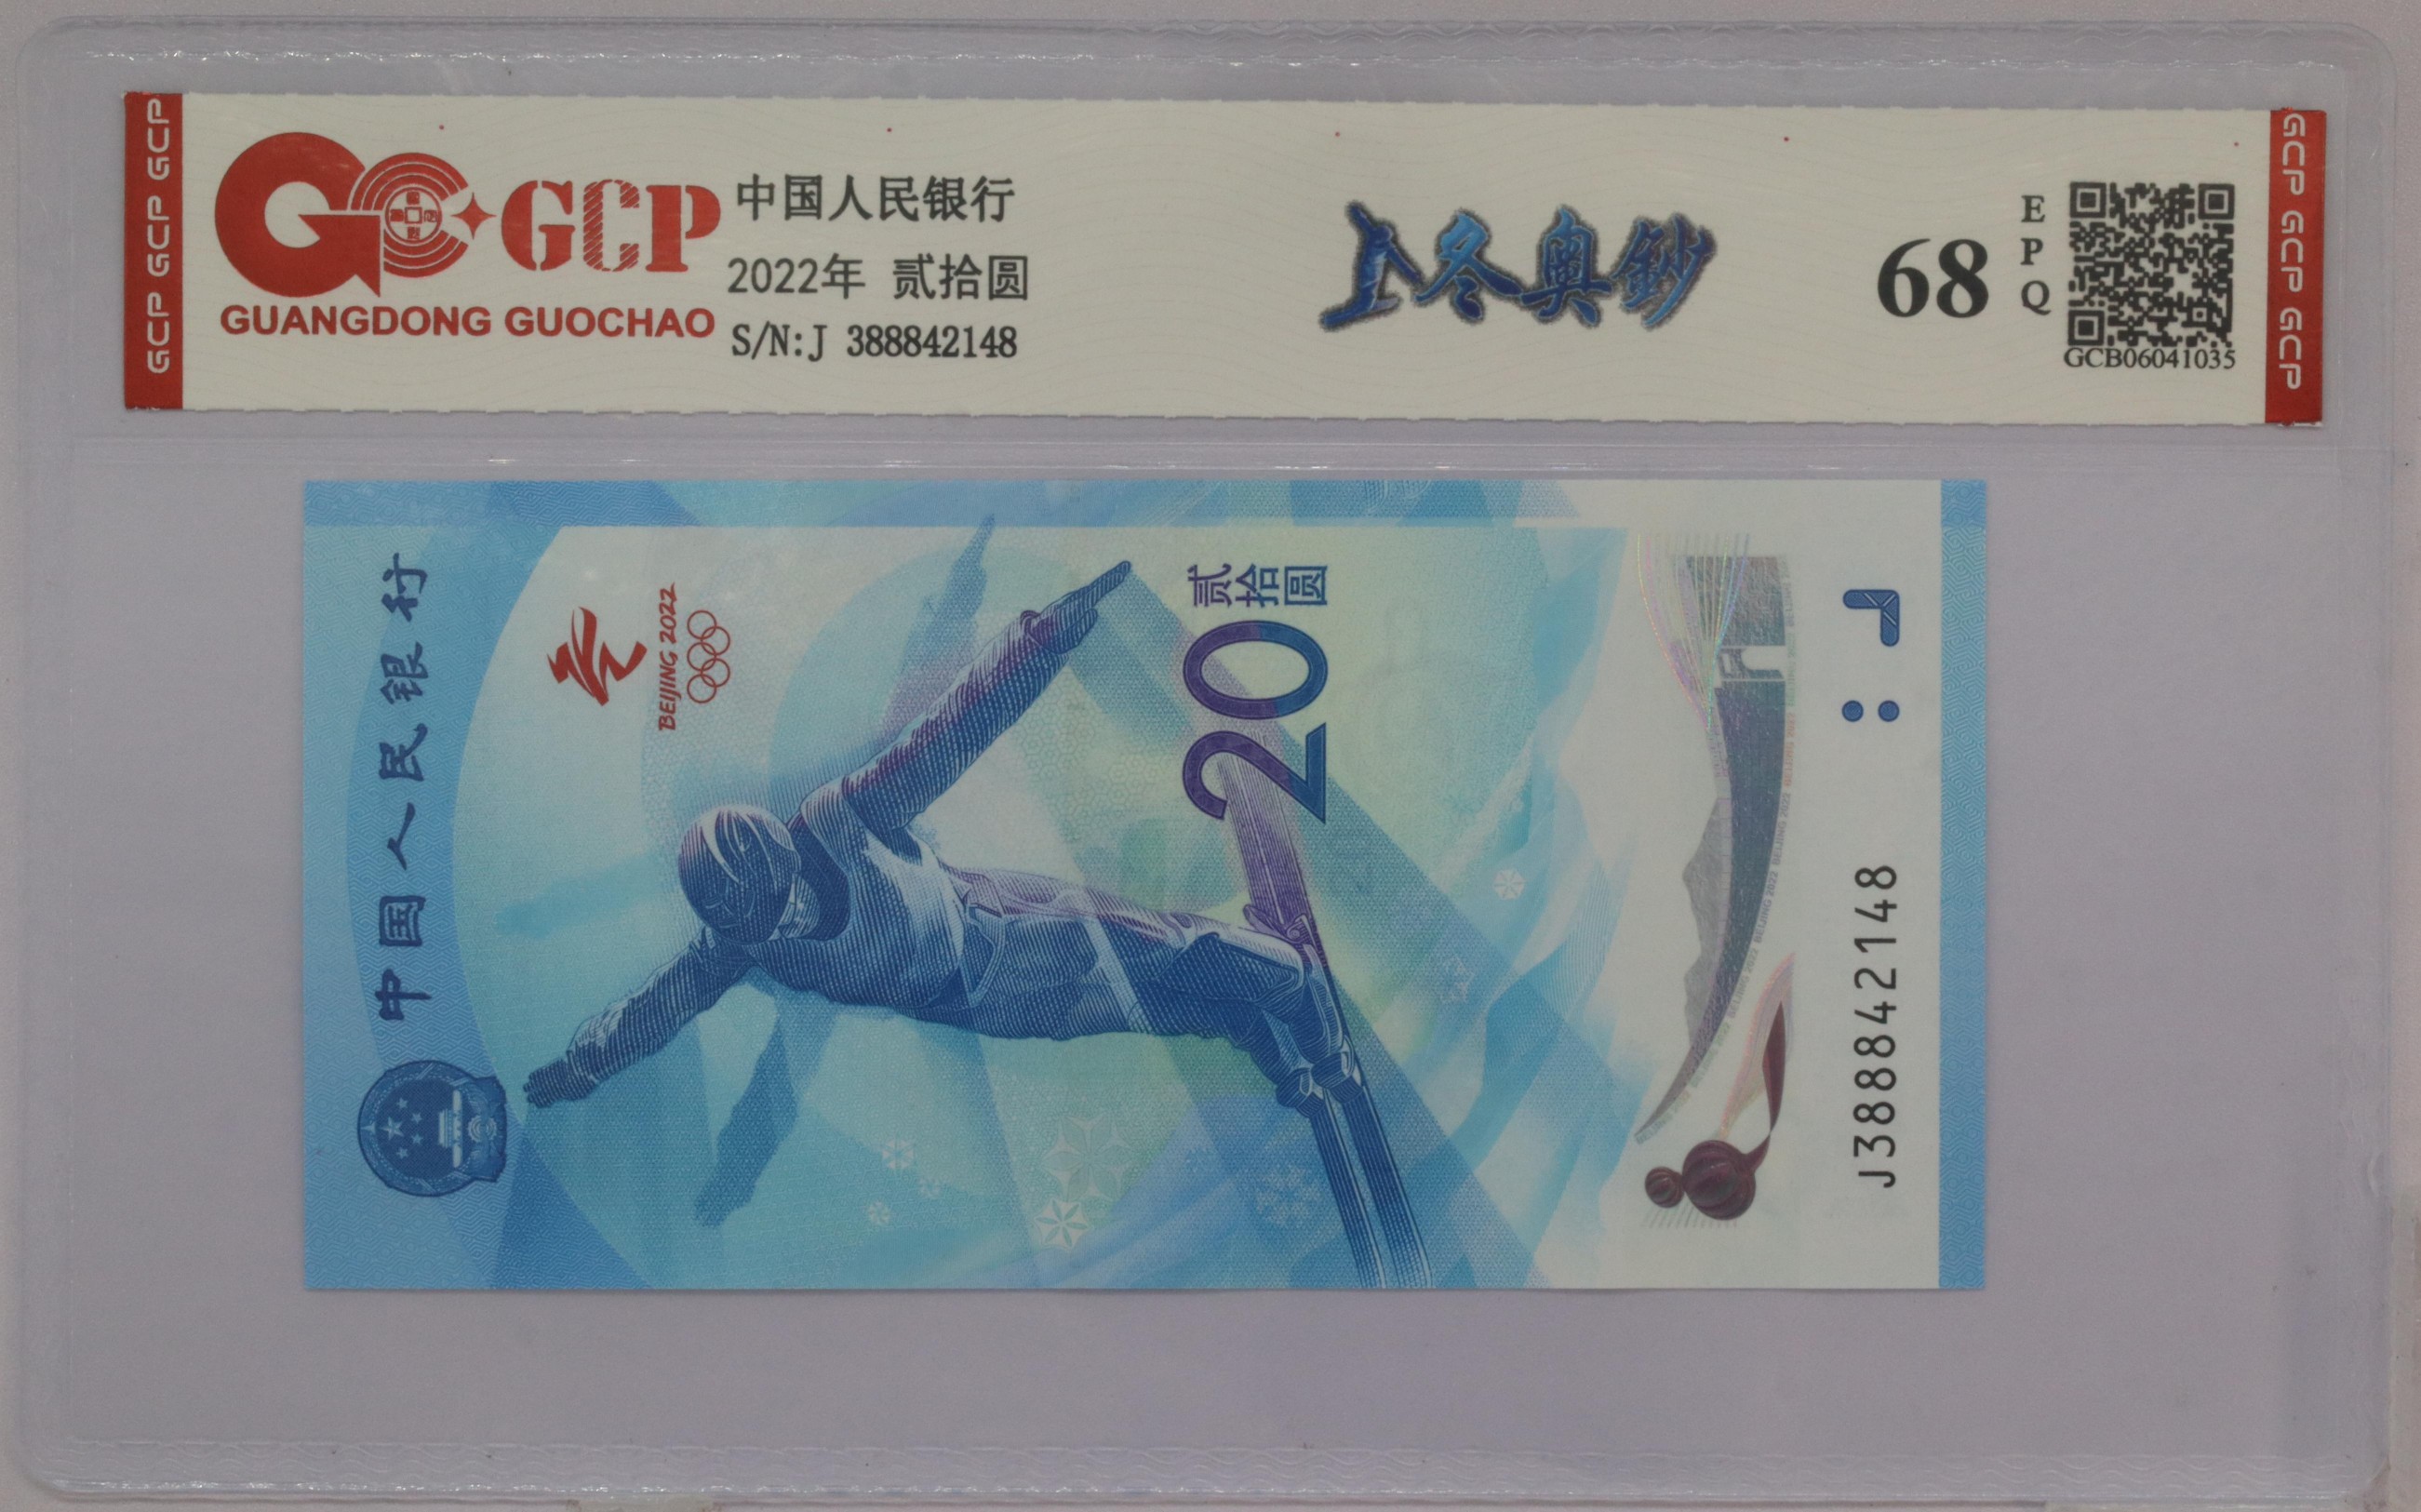 GCP GCP GCP
GCP
GUANGDONG GUOCHAO
中国人民银行
2022年 贰拾圆
S/N:J 388842148
冬奥鈔
68
EPQ
GCB06041035
GCP GCP GCP
中国人民银行
BEIJING 2022
贰拾圆
20
J388842148